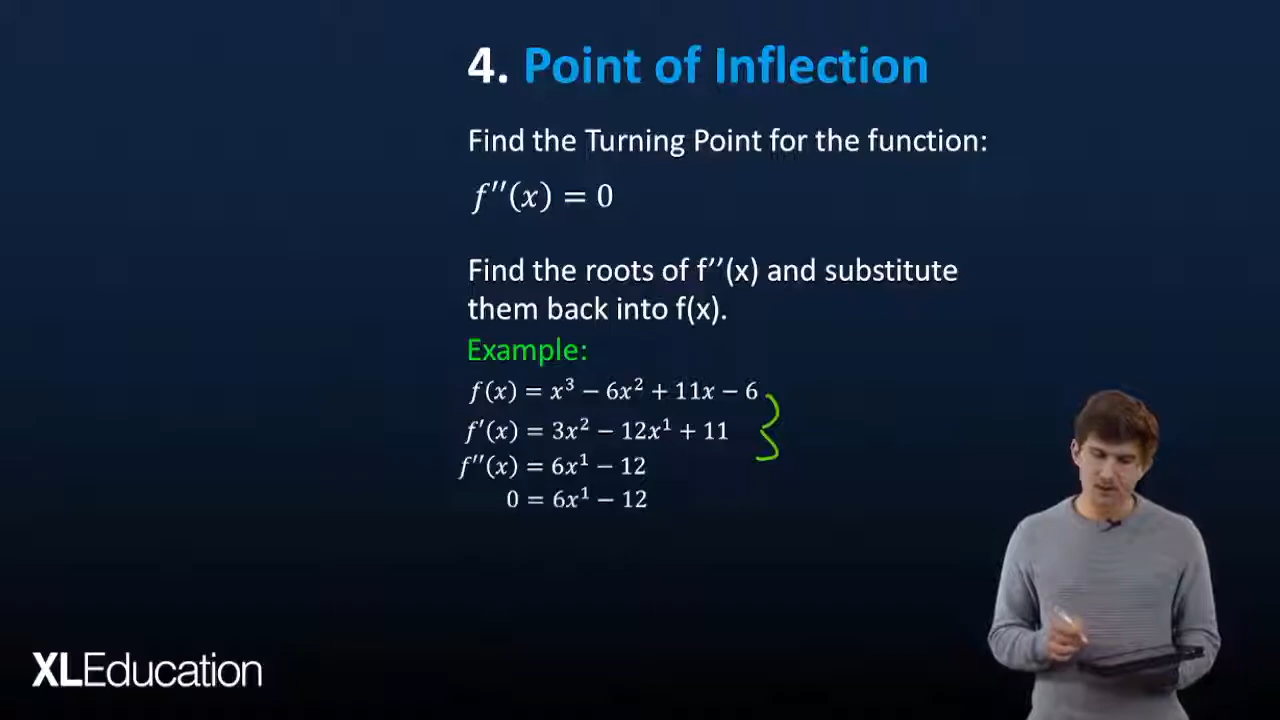 4. Point of Inflection
Find the Turning Point for the function:
f′′(x) = 0
Find the roots of f′′(x) and substitute
them back into f(x).
Example:
f(x) = x³ − 6x² + 11x − 6
f′(x) = 3x² − 12x¹ + 11
f′′(x) = 6x¹ − 12
0 = 6x¹ − 12
XLEducation